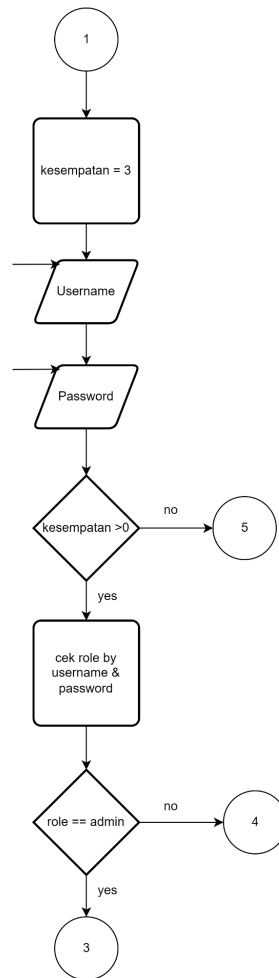 1
kesempatan = 3
Username
Password
kesempatan >0
no
5
yes
cek role by
username &
password
role == admin
no
4
yes
3